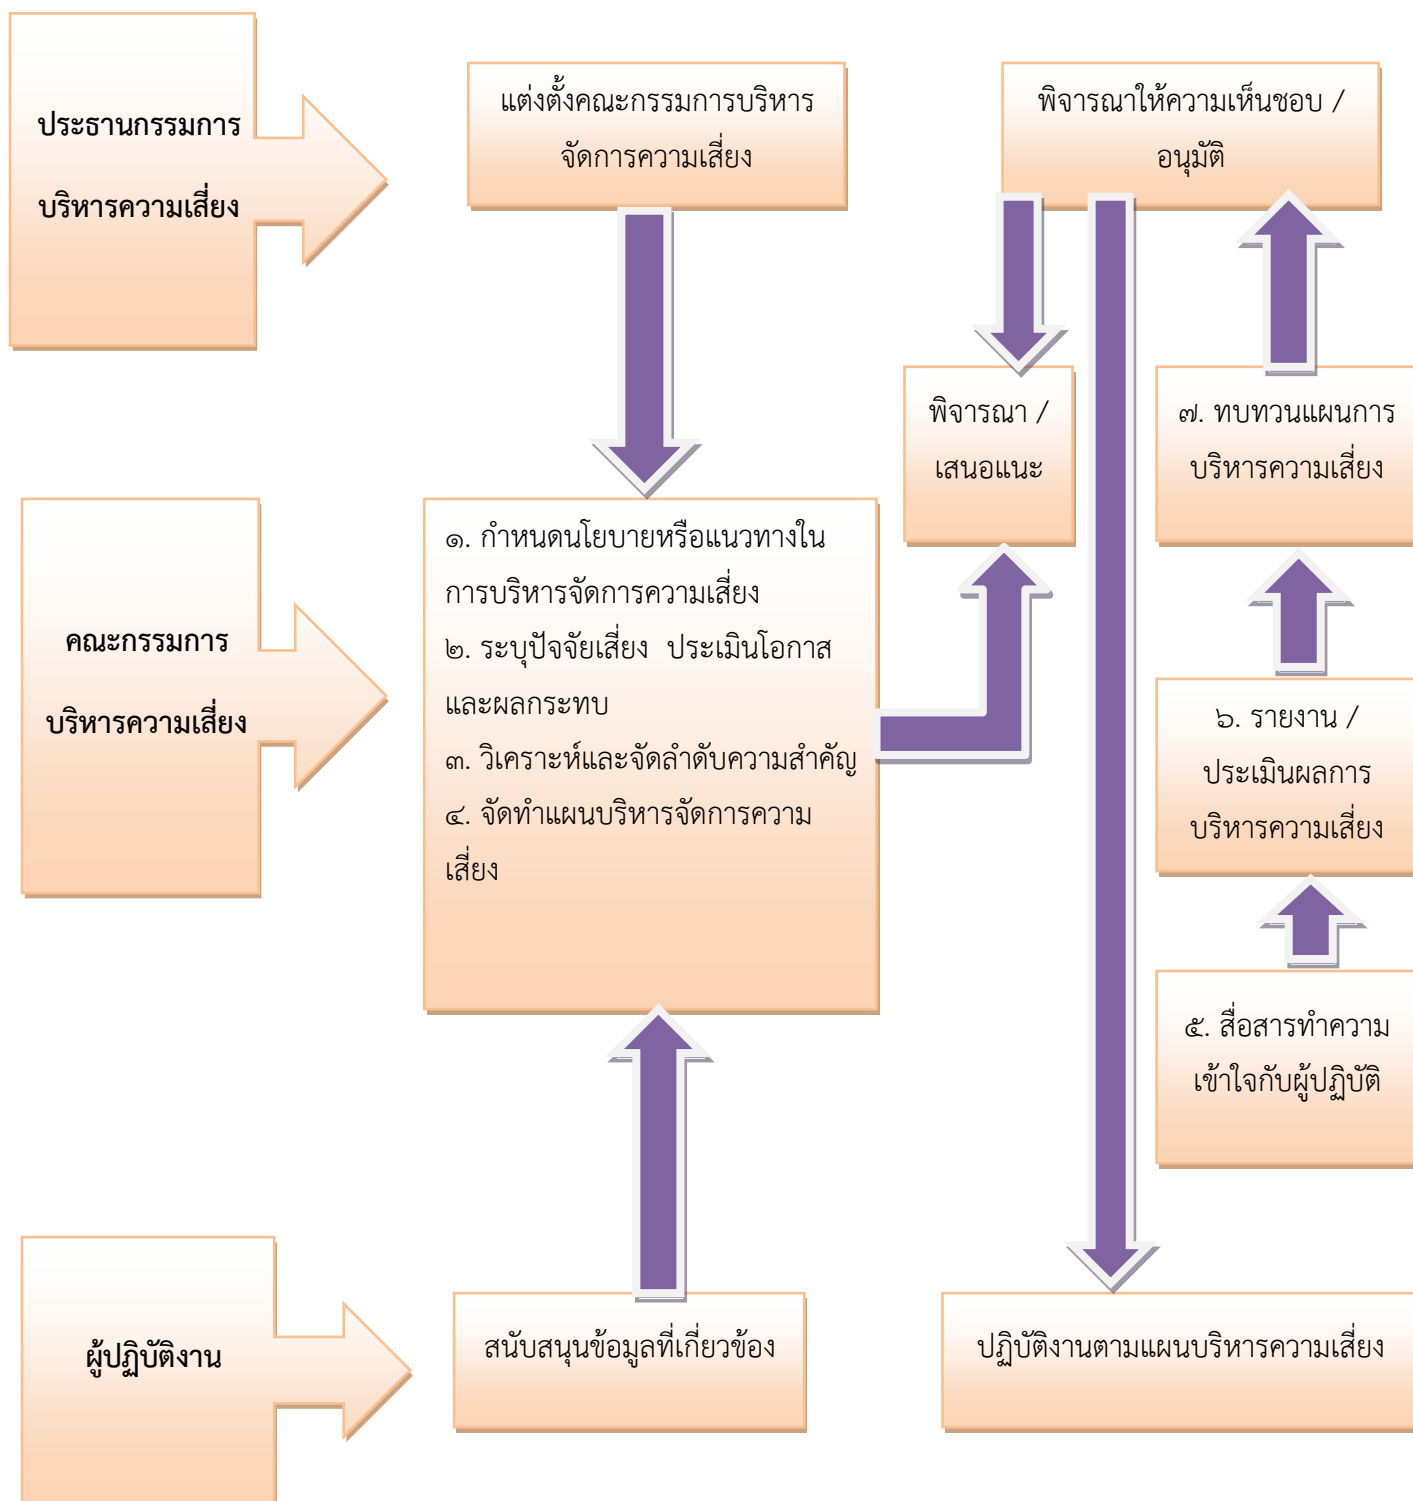 ประธานกรรมการ
บริหารความเสี่ยง
แต่งตั้งคณะกรรมการบริหาร
จัดการความเสี่ยง
พิจารณาให้ความเห็นชอบ /
อนุมัติ
พิจารณา /
เสนอแนะ
๗. ทบทวนแผนการ
บริหารความเสี่ยง
คณะกรรมการ
บริหารความเสี่ยง
๑. กำหนดนโยบายหรือแนวทางใน
การบริหารจัดการความเสี่ยง
๒. ระบุปัจจัยเสี่ยง  ประเมินโอกาส
และผลกระทบ
๓. วิเคราะห์และจัดลำดับความสำคัญ
๔. จัดทำแผนบริหารจัดการความ
เสี่ยง
๖. รายงาน /
ประเมินผลการ
บริหารความเสี่ยง
๕. สื่อสารทำความ
เข้าใจกับผู้ปฏิบัติ
ผู้ปฏิบัติงาน
สนับสนุนข้อมูลที่เกี่ยวข้อง
ปฏิบัติงานตามแผนบริหารความเสี่ยง